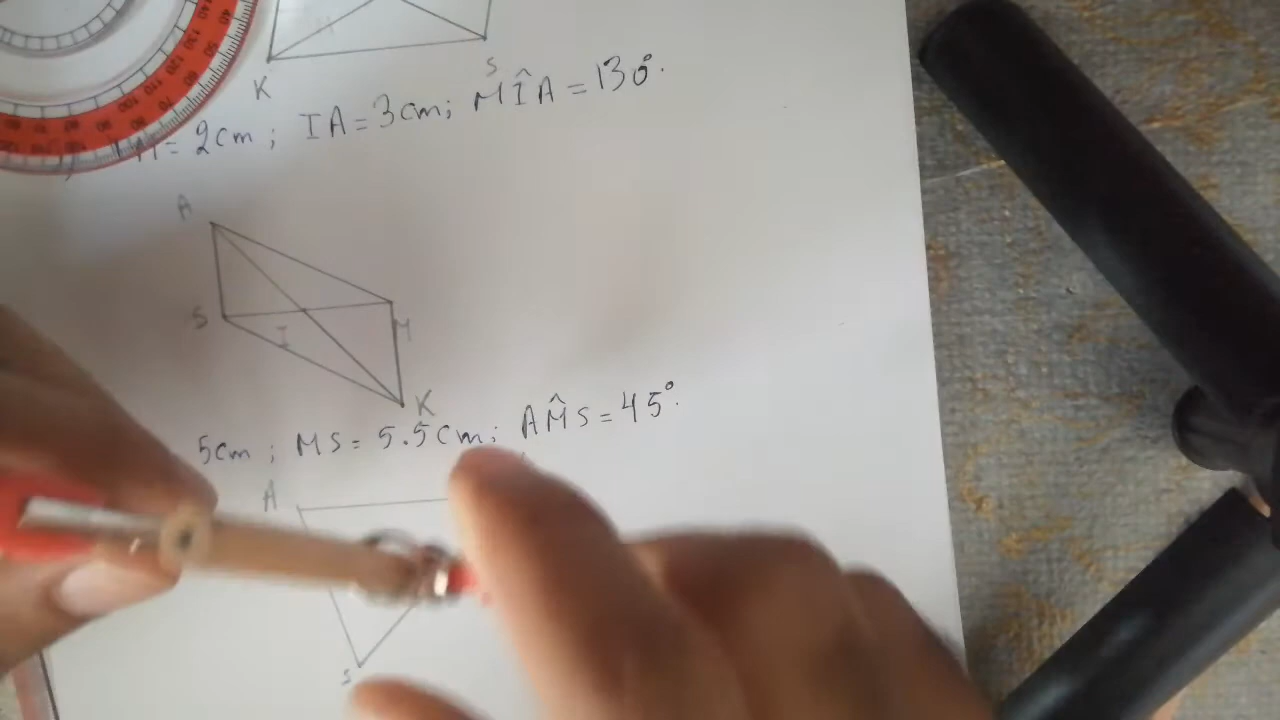 K S
= 2cm ; IA = 3cm; MÎA = 130°.
A
S I M
K
5cm ; MS = 5.5cm; AM̂S = 45°.
A
S